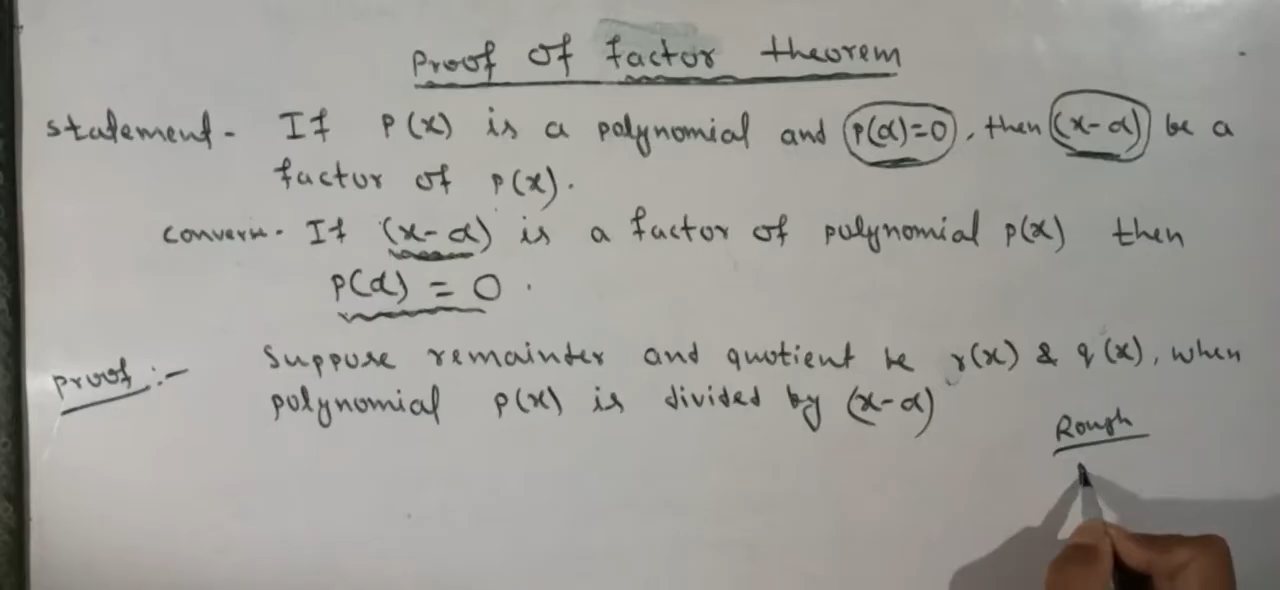 Proof of factor theorem
Statement - If P(x) is a polynomial and P(α)=0, then (x-α) be a
factor of P(x).
Convers - If (x-α) is a factor of polynomial P(x) then
P(α) = 0 .
Proof :- Suppose remainder and quotient be r(x) & q(x), when
polynomial P(x) is divided by (x-α)
Rough